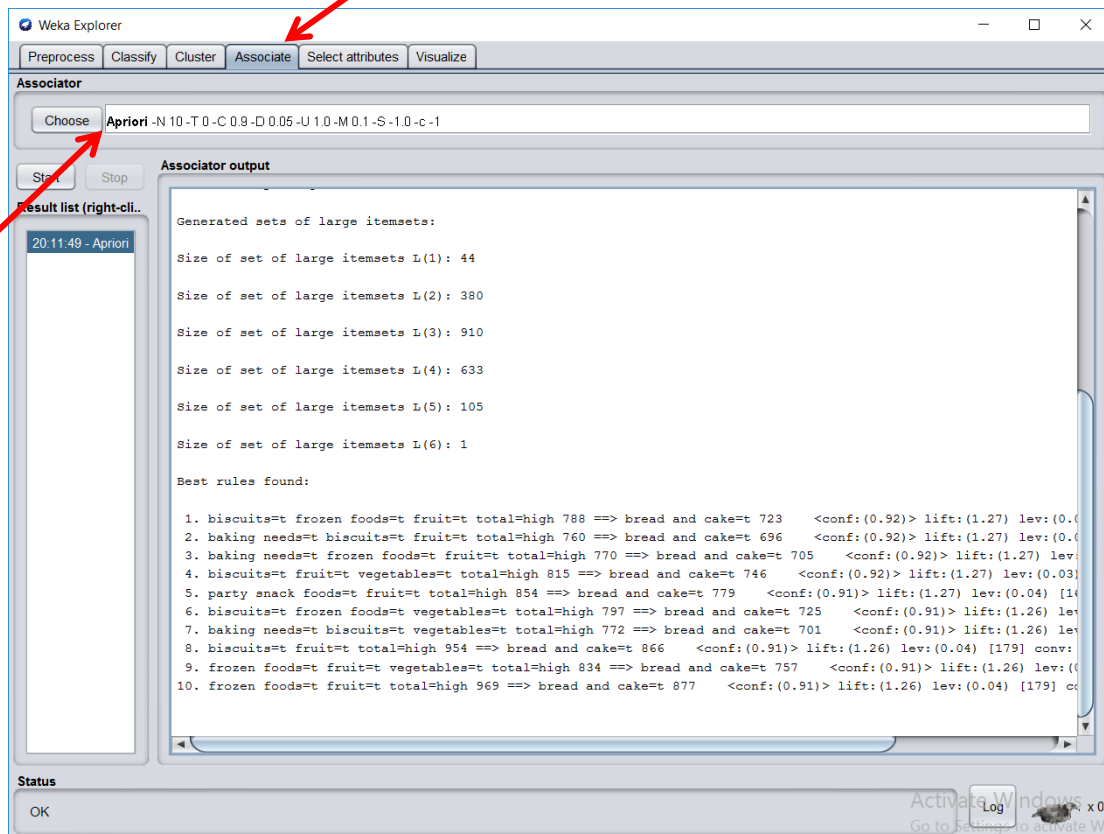 Weka Explorer
Preprocess Classify Cluster Associate Select attributes Visualize
Associator
Choose Apriori -N 10 -T 0 -C 0.9 -D 0.05 -U 1.0 -M 0.1 -S -1.0 -c -1
Start Stop
Associator output
Result list (right-cli..
20:11:49 - Apriori
Generated sets of large itemsets:
Size of set of large itemsets L(1): 44
Size of set of large itemsets L(2): 380
Size of set of large itemsets L(3): 910
Size of set of large itemsets L(4): 633
Size of set of large itemsets L(5): 105
Size of set of large itemsets L(6): 1
Best rules found:
1. biscuits=t frozen foods=t fruit=t total=high 788 ==> bread and cake=t 723 <conf:(0.92)> lift:(1.27) lev:(0.0
2. baking needs=t biscuits=t fruit=t total=high 760 ==> bread and cake=t 696 <conf:(0.92)> lift:(1.27) lev:(0.0
3. baking needs=t frozen foods=t fruit=t total=high 770 ==> bread and cake=t 705 <conf:(0.92)> lift:(1.27) lev:
4. biscuits=t fruit=t vegetables=t total=high 815 ==> bread and cake=t 746 <conf:(0.92)> lift:(1.27) lev:(0.03)
5. party snack foods=t fruit=t total=high 854 ==> bread and cake=t 779 <conf:(0.91)> lift:(1.27) lev:(0.04) [16
6. biscuits=t frozen foods=t vegetables=t total=high 797 ==> bread and cake=t 725 <conf:(0.91)> lift:(1.26) lev
7. baking needs=t biscuits=t vegetables=t total=high 772 ==> bread and cake=t 701 <conf:(0.91)> lift:(1.26) lev
8. biscuits=t fruit=t total=high 954 ==> bread and cake=t 866 <conf:(0.91)> lift:(1.26) lev:(0.04) [179] conv:
9. frozen foods=t fruit=t vegetables=t total=high 834 ==> bread and cake=t 757 <conf:(0.91)> lift:(1.26) lev:(0
10. frozen foods=t fruit=t total=high 969 ==> bread and cake=t 877 <conf:(0.91)> lift:(1.26) lev:(0.04) [179] co
Status
OK
Log
x 0
Activate Windows
Go to Settings to activate W